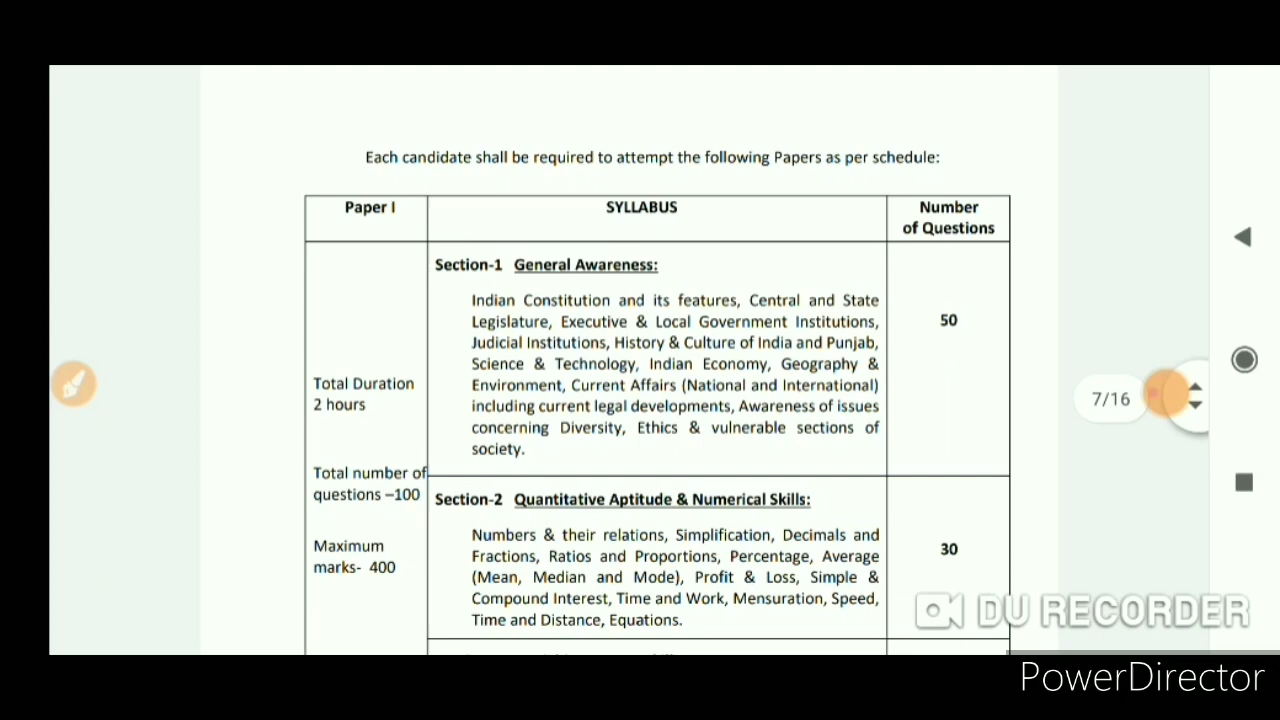 Each candidate shall be required to attempt the following Papers as per schedule:
Paper I
SYLLABUS
Number
of Questions
Total Duration
2 hours
Total number of
questions –100
Maximum
marks- 400
Section-1 General Awareness:
Indian Constitution and its features, Central and State
Legislature, Executive & Local Government Institutions,
Judicial Institutions, History & Culture of India and Punjab,
Science & Technology, Indian Economy, Geography &
Environment, Current Affairs (National and International)
including current legal developments, Awareness of issues
concerning Diversity, Ethics & vulnerable sections of
society.
50
Section-2 Quantitative Aptitude & Numerical Skills:
Numbers & their relations, Simplification, Decimals and
Fractions, Ratios and Proportions, Percentage, Average
(Mean, Median and Mode), Profit & Loss, Simple &
Compound Interest, Time and Work, Mensuration, Speed,
Time and Distance, Equations.
30
7/16
DU RECORDER
PowerDirector